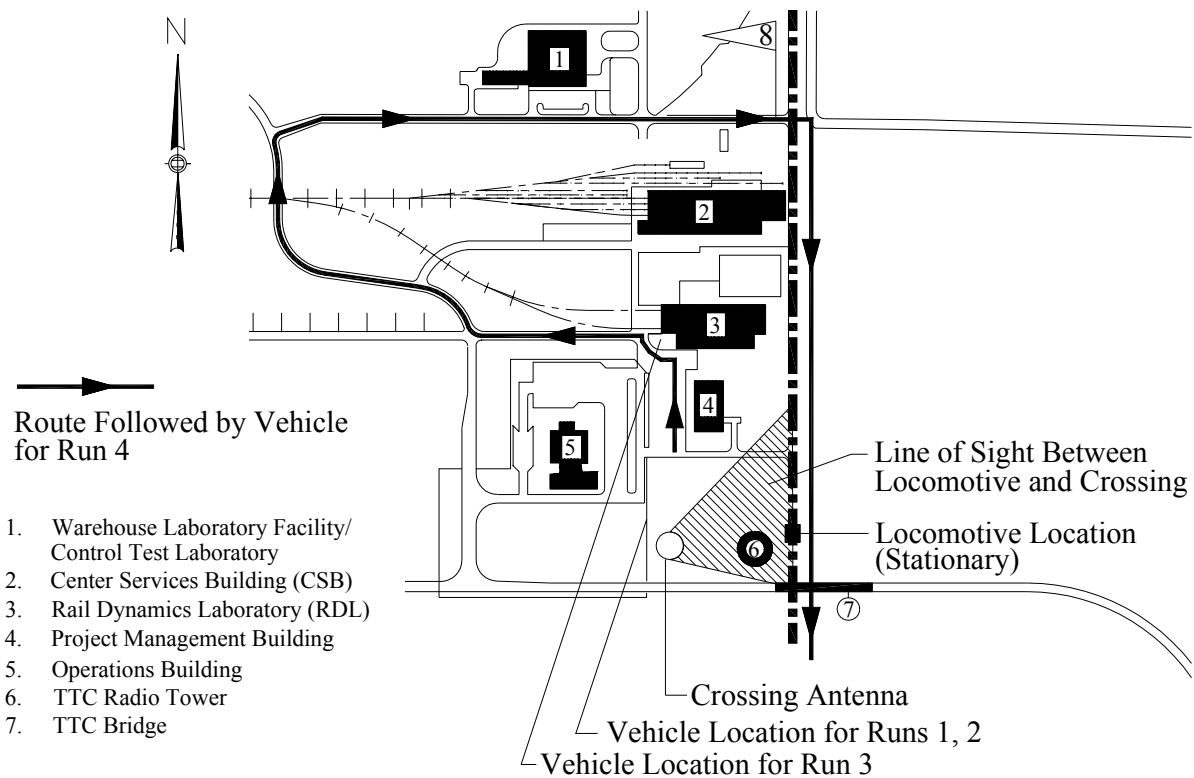 N
8
1
2
3
4
5
6
7
Route Followed by Vehicle
for Run 4
Line of Sight Between
Locomotive and Crossing
Locomotive Location
(Stationary)
1. Warehouse Laboratory Facility/
Control Test Laboratory
2. Center Services Building (CSB)
3. Rail Dynamics Laboratory (RDL)
4. Project Management Building
5. Operations Building
6. TTC Radio Tower
7. TTC Bridge
Crossing Antenna
Vehicle Location for Runs 1, 2
Vehicle Location for Run 3